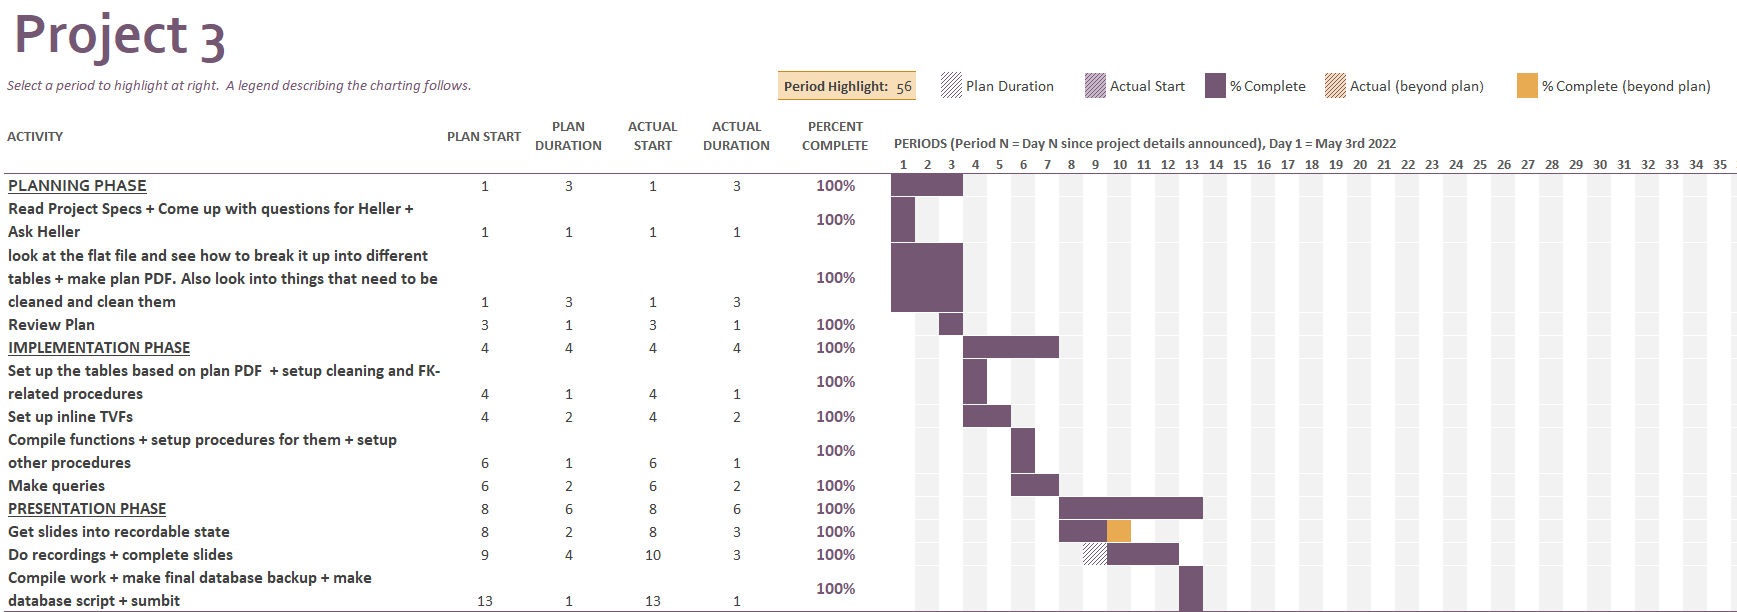 Project 3
Select a period to highlight at right.  A legend describing the charting follows.
Period Highlight: 56
Plan Duration
Actual Start
% Complete
Actual (beyond plan)
% Complete (beyond plan)
ACTIVITY
PLAN START
PLAN DURATION
ACTUAL START
ACTUAL DURATION
PERCENT COMPLETE
PERIODS (Period N = Day N since project details announced), Day 1 = May 3rd 2022
1 2 3 4 5 6 7 8 9 10 11 12 13 14 15 16 17 18 19 20 21 22 23 24 25 26 27 28 29 30 31 32 33 34 35
PLANNING PHASE 1 3 1 3 100%
Read Project Specs + Come up with questions for Heller +
Ask Heller 1 1 1 1 100%
look at the flat file and see how to break it up into different
tables + make plan PDF. Also look into things that need to be
cleaned and clean them 1 3 1 3 100%
Review Plan 3 1 3 1 100%
IMPLEMENTATION PHASE 4 4 4 4 100%
Set up the tables based on plan PDF  + setup cleaning and FK-
related procedures 4 1 4 1 100%
Set up inline TVFs 4 2 4 2 100%
Compile functions + setup procedures for them + setup
other procedures 6 1 6 1 100%
Make queries 6 2 6 2 100%
PRESENTATION PHASE 8 6 8 6 100%
Get slides into recordable state 8 2 8 3 100%
Do recordings + complete slides 9 4 10 3 100%
Compile work + make final database backup + make
database script + sumbit 13 1 13 1 100%